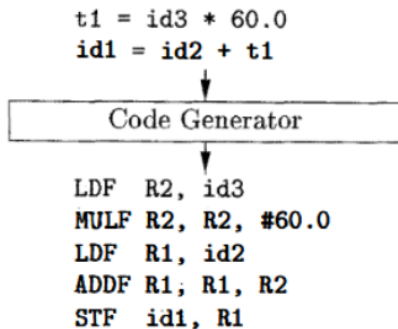 t1 = id3 * 60.0
id1 = id2 + t1
Code Generator
LDF R2, id3
MULF R2, R2, #60.0
LDF R1, id2
ADDF R1, R1, R2
STF id1, R1